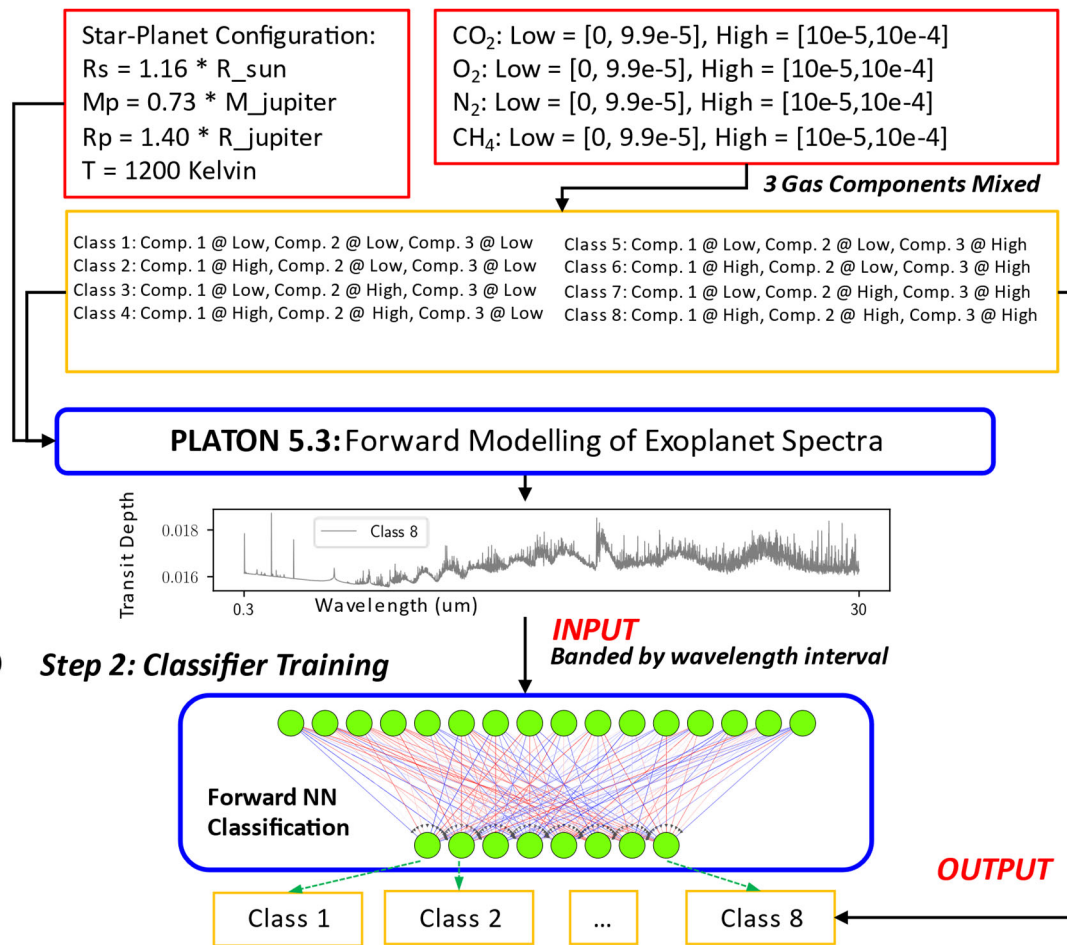 Star-Planet Configuration:
Rs = 1.16 * R_sun
Mp = 0.73 * M_jupiter
Rp = 1.40 * R_jupiter
T = 1200 Kelvin
CO₂: Low = [0, 9.9e-5], High = [10e-5,10e-4]
O₂: Low = [0, 9.9e-5], High = [10e-5,10e-4]
N₂: Low = [0, 9.9e-5], High = [10e-5,10e-4]
CH₄: Low = [0, 9.9e-5], High = [10e-5,10e-4]
3 Gas Components Mixed
Class 1: Comp. 1 @ Low, Comp. 2 @ Low, Comp. 3 @ Low
Class 2: Comp. 1 @ High, Comp. 2 @ Low, Comp. 3 @ Low
Class 3: Comp. 1 @ Low, Comp. 2 @ High, Comp. 3 @ Low
Class 4: Comp. 1 @ High, Comp. 2 @ High, Comp. 3 @ Low
Class 5: Comp. 1 @ Low, Comp. 2 @ Low, Comp. 3 @ High
Class 6: Comp. 1 @ High, Comp. 2 @ Low, Comp. 3 @ High
Class 7: Comp. 1 @ Low, Comp. 2 @ High, Comp. 3 @ High
Class 8: Comp. 1 @ High, Comp. 2 @ High, Comp. 3 @ High
PLATON 5.3: Forward Modelling of Exoplanet Spectra
Transit Depth
0.018
0.016
Class 8
Wavelength (um)
0.3
30
INPUT
Banded by wavelength interval
) Step 2: Classifier Training
Forward NN
Classification
OUTPUT
Class 1
Class 2
...
Class 8